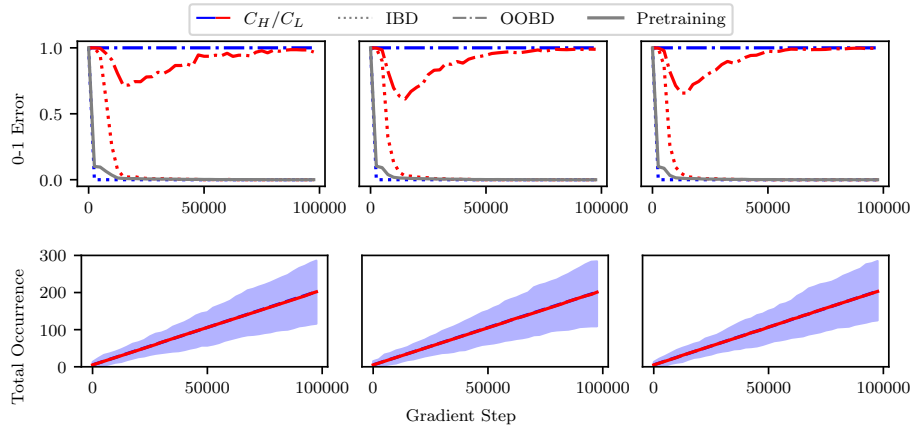 C_H/C_L IBD OOBD Pretraining
1.0
0.5
0.0
0-1 Error
0 50000 100000 0 50000 100000 0 50000 100000
300
200
100
0
Total Occurrence
0 50000 100000 0 50000 100000 0 50000 100000
Gradient Step